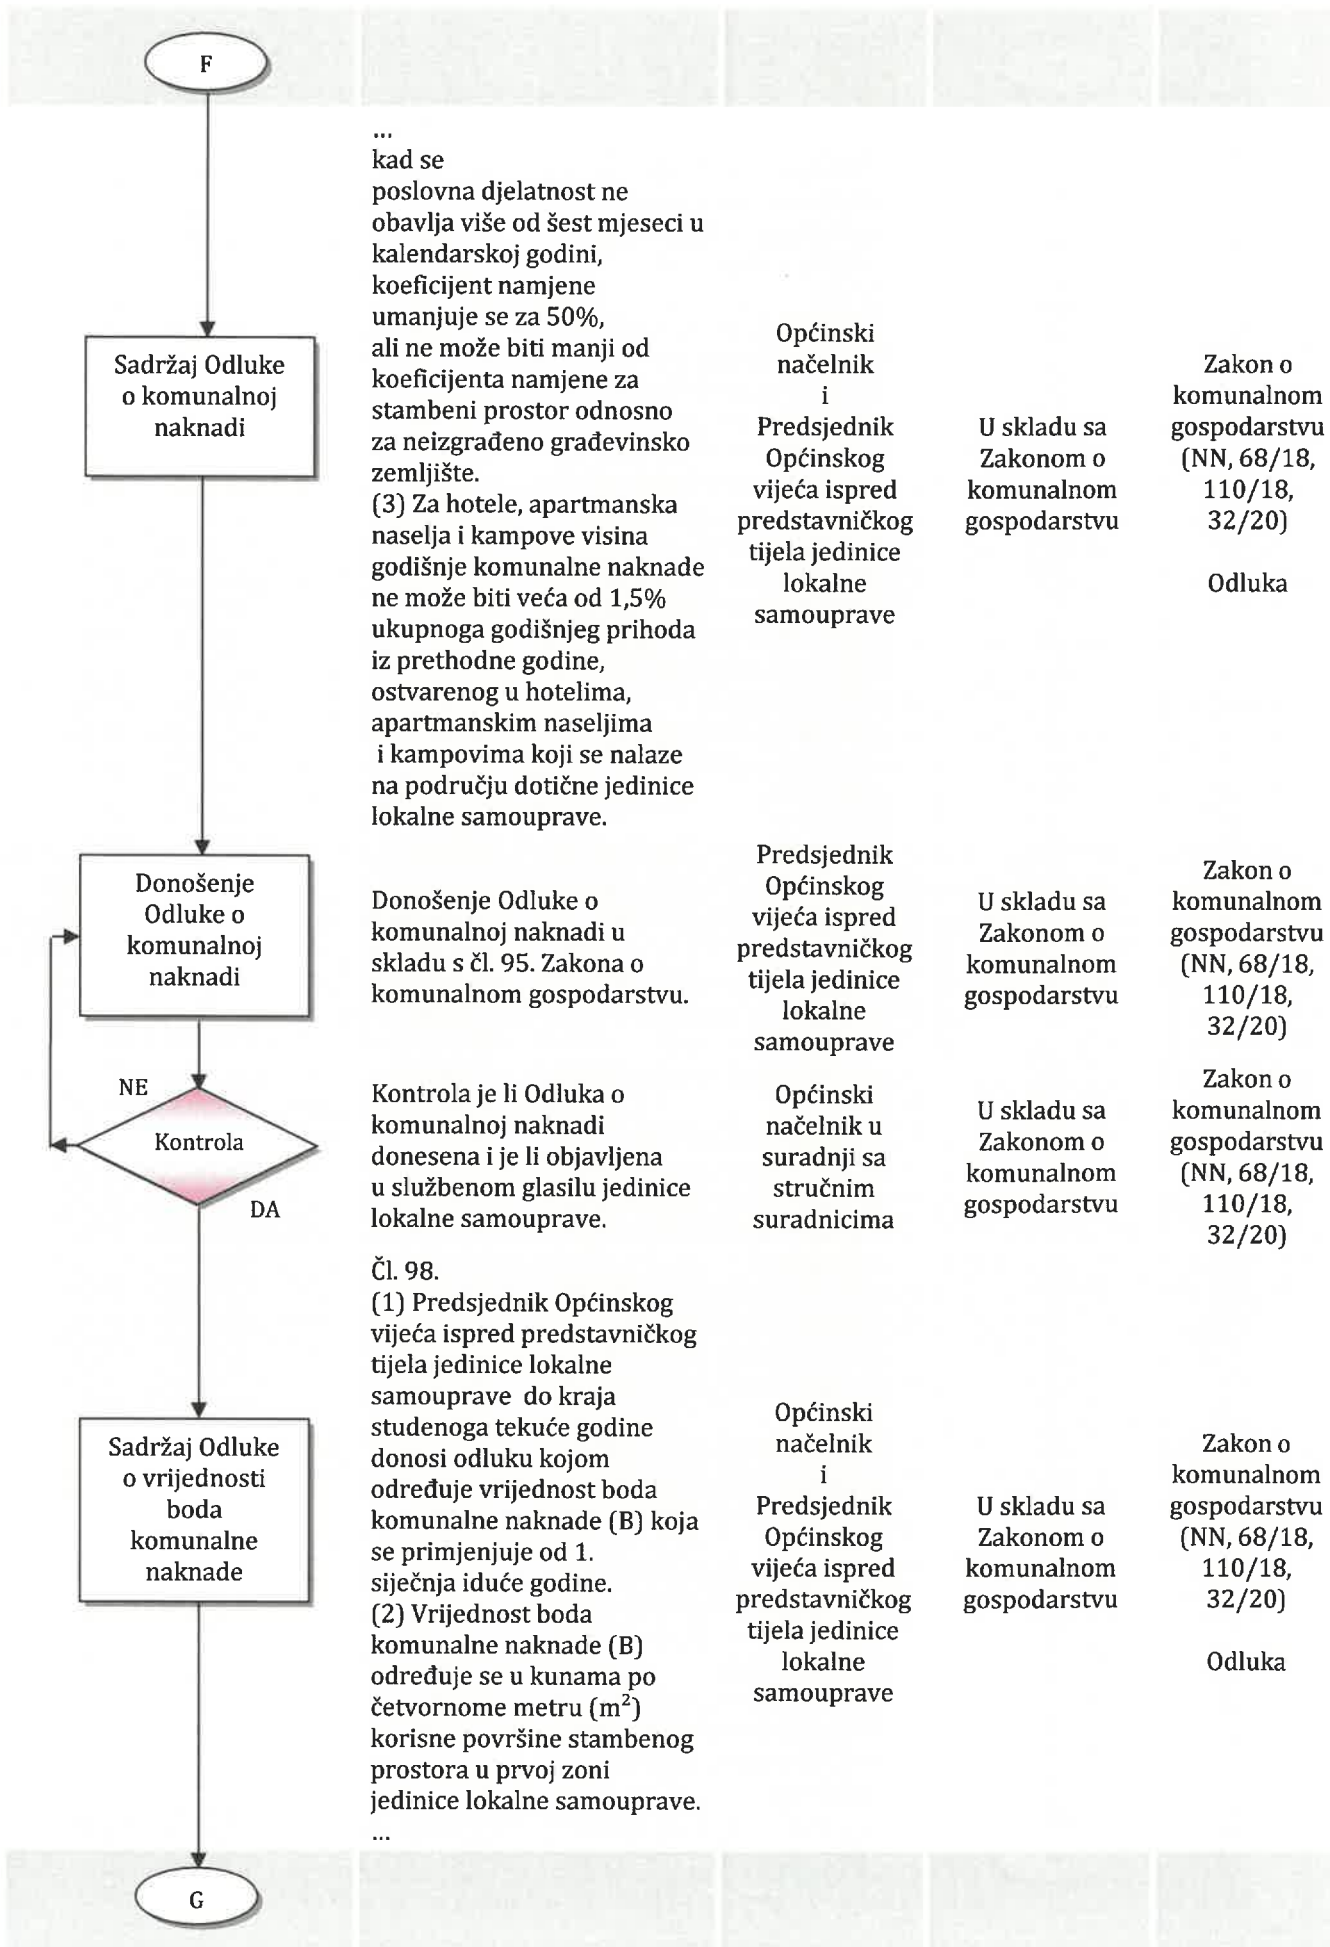 F
...
kad se
poslovna djelatnost ne
obavlja više od šest mjeseci u
kalendarskoj godini,
koeficijent namjene
umanjuje se za 50%,
ali ne može biti manji od
koeficijenta namjene za
stambeni prostor odnosno
za neizgrađeno građevinsko
zemljište.
(3) Za hotele, apartmanska
naselja i kampove visina
godišnje komunalne naknade
ne može biti veća od 1,5%
ukupnoga godišnjeg prihoda
iz prethodne godine,
ostvarenog u hotelima,
apartmanskim naseljima
i kampovima koji se nalaze
na području dotične jedinice
lokalne samouprave.
Sadržaj Odluke
o komunalnoj
naknadi
Općinski
načelnik
i
Predsjednik
Općinskog
vijeća ispred
predstavničkog
tijela jedinice
lokalne
samouprave
U skladu sa
Zakonom o
komunalnom
gospodarstvu
Zakon o
komunalnom
gospodarstvu
(NN, 68/18,
110/18,
32/20)
Odluka
Donošenje
Odluke o
komunalnoj
naknadi
Donošenje Odluke o
komunalnoj naknadi u
skladu s čl. 95. Zakona o
komunalnom gospodarstvu.
Predsjednik
Općinskog
vijeća ispred
predstavničkog
tijela jedinice
lokalne
samouprave
U skladu sa
Zakonom o
komunalnom
gospodarstvu
Zakon o
komunalnom
gospodarstvu
(NN, 68/18,
110/18,
32/20)
NE
Kontrola
DA
Kontrola je li Odluka o
komunalnoj naknadi
donesena i je li objavljena
u službenom glasilu jedinice
lokalne samouprave.
Općinski
načelnik u
suradnji sa
stručnim
suradnicima
U skladu sa
Zakonom o
komunalnom
gospodarstvu
Zakon o
komunalnom
gospodarstvu
(NN, 68/18,
110/18,
32/20)
Sadržaj Odluke
o vrijednosti
boda
komunalne
naknade
Čl. 98.
(1) Predsjednik Općinskog
vijeća ispred predstavničkog
tijela jedinice lokalne
samouprave do kraja
studenoga tekuće godine
donosi odluku kojom
određuje vrijednost boda
komunalne naknade (B) koja
se primjenjuje od 1.
siječnja iduće godine.
(2) Vrijednost boda
komunalne naknade (B)
određuje se u kunama po
četvornome metru (m²)
korisne površine stambenog
prostora u prvoj zoni
jedinice lokalne samouprave.
...
Općinski
načelnik
i
Predsjednik
Općinskog
vijeća ispred
predstavničkog
tijela jedinice
lokalne
samouprave
U skladu sa
Zakonom o
komunalnom
gospodarstvu
Zakon o
komunalnom
gospodarstvu
(NN, 68/18,
110/18,
32/20)
Odluka
G